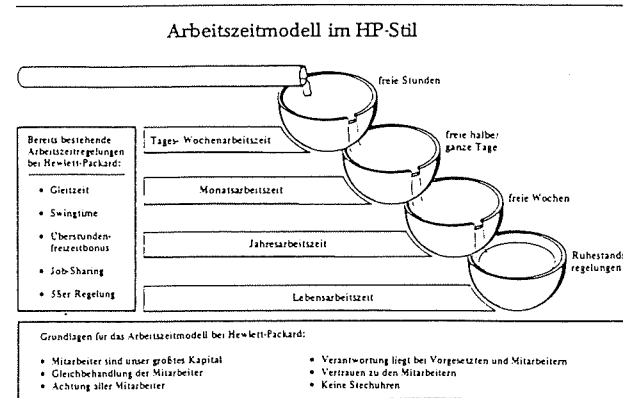 Arbeitszeitmodell im HP-Stil
freie Stunden
Bereits bestehende
Arbeitszeitregelungen
bei Hewlett-Packard:
• Gleitzeit
• Swingtime
• Überstunden-
freizeitbonus
• Job-Sharing
• 55er Regelung
Tages- Wochenarbeitszeit
freie halbe/
ganze Tage
Monatsarbeitszeit
freie Wochen
Jahresarbeitszeit
Ruhestands
regelungen
Lebensarbeitszeit
Grundlagen für das Arbeitszeitmodell bei Hewlett-Packard:
• Mitarbeiter sind unser größtes Kapital
• Gleichbehandlung der Mitarbeiter
• Achtung aller Mitarbeiter
• Verantwortung liegt bei Vorgesetzten und Mitarbeitern
• Vertrauen zu den Mitarbeitern
• Keine Stechuhren